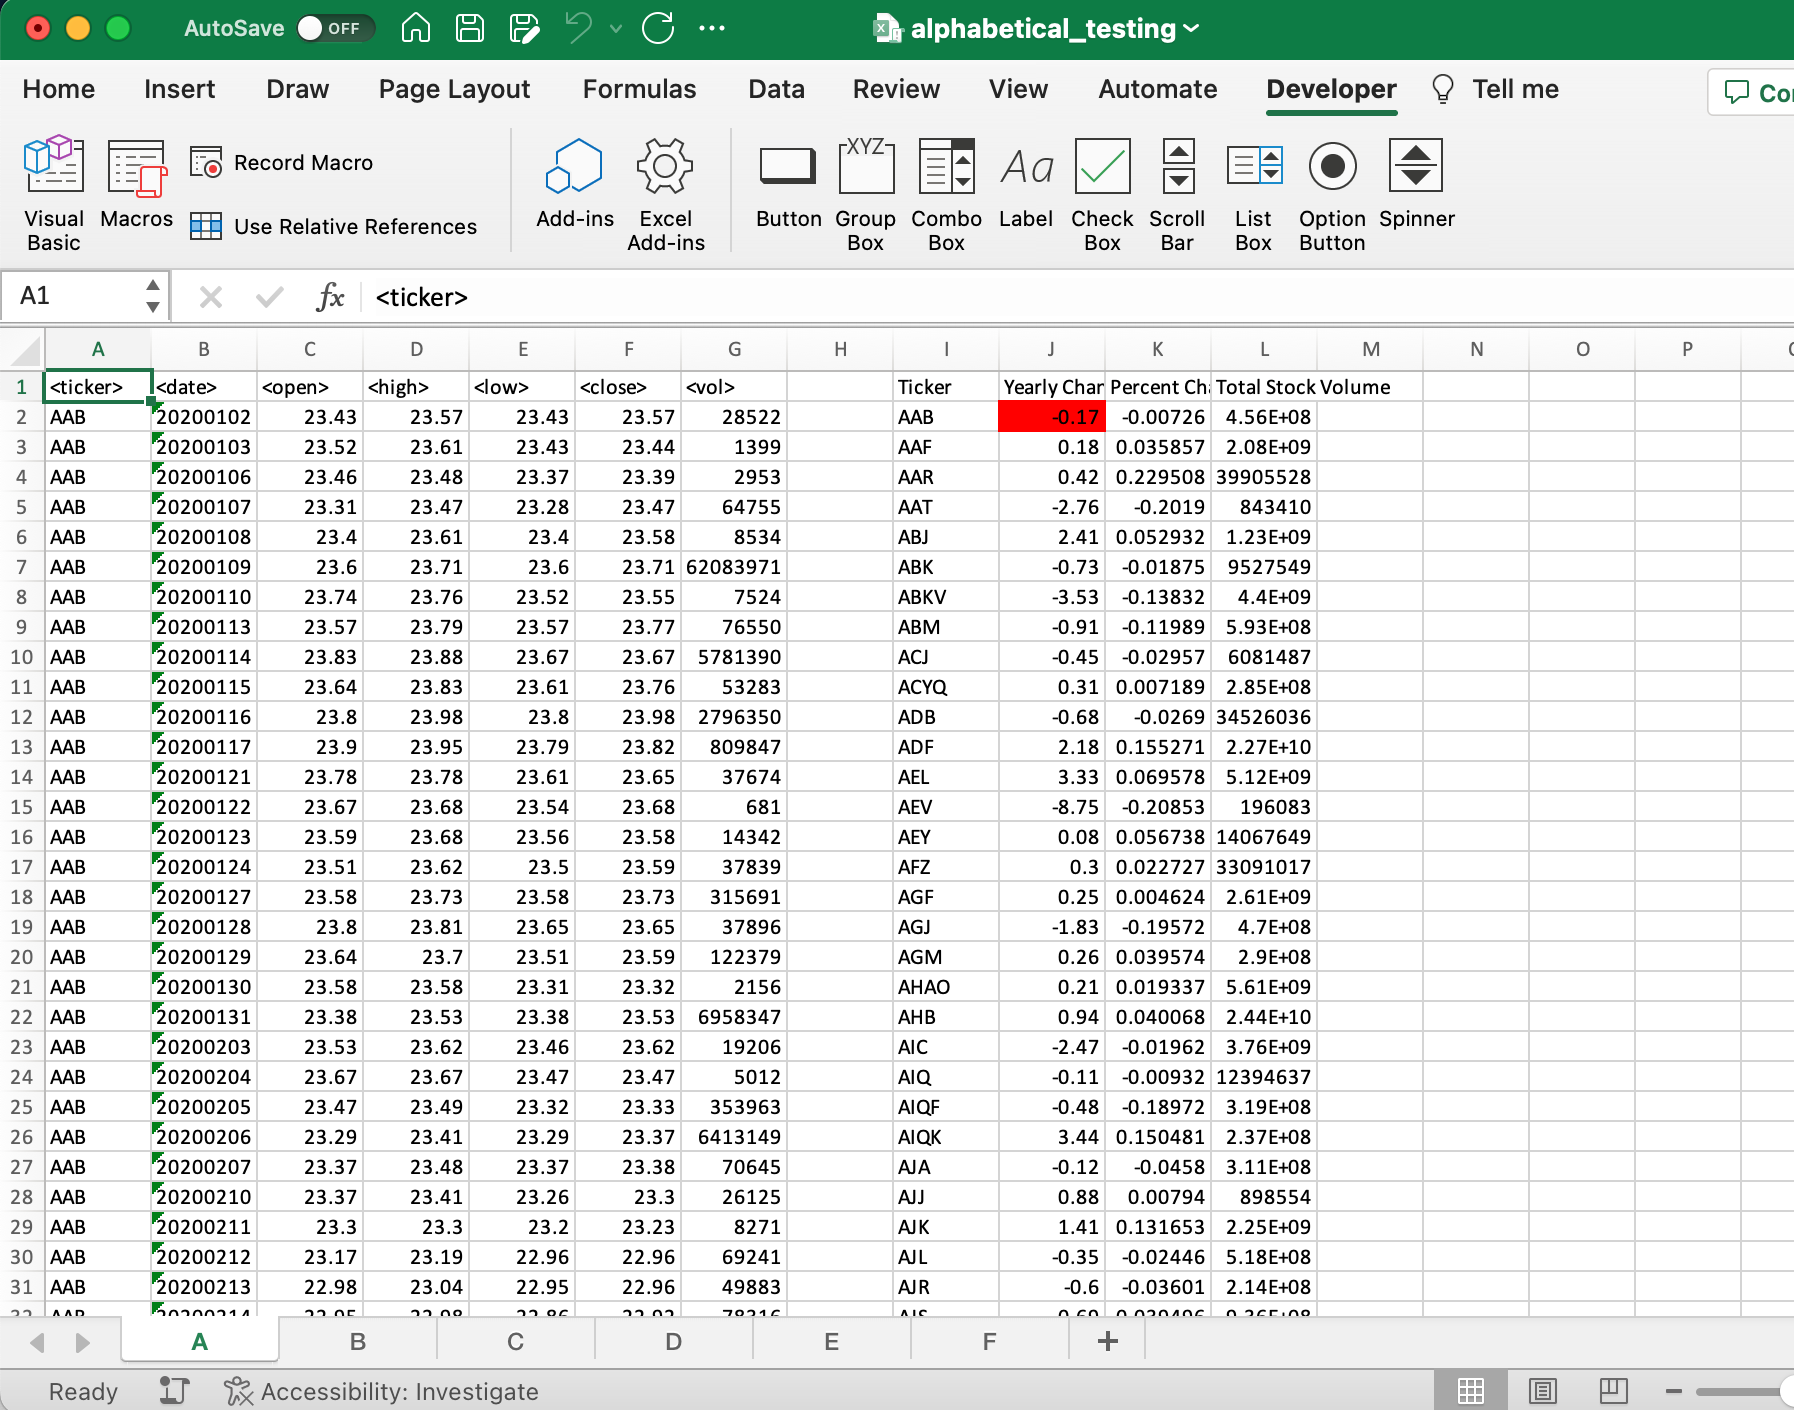 AutoSave OFF alphabetical_testing
Home Insert Draw Page Layout Formulas Data Review View Automate Developer Tell me
Record Macro
XYZ Aa
Visual Basic Macros Use Relative References Add-ins Excel Add-ins Button Group Box Combo Box Label Check Box Scroll Bar List Box Option Button Spinner
A1 fx <ticker>
A B C D E F G H I J K L M N O P
1 <ticker> <date> <open> <high> <low> <close> <vol> Ticker Yearly Chan Percent Ch Total Stock Volume
2 AAB 20200102 23.43 23.57 23.43 23.57 28522 AAB -0.17 -0.00726 4.56E+08
3 AAB 20200103 23.52 23.61 23.43 23.44 1399 AAF 0.18 0.035857 2.08E+09
4 AAB 20200106 23.46 23.48 23.37 23.39 2953 AAR 0.42 0.229508 39905528
5 AAB 20200107 23.31 23.47 23.28 23.47 64755 AAT -2.76 -0.2019 843410
6 AAB 20200108 23.4 23.61 23.4 23.58 8534 ABJ 2.41 0.052932 1.23E+09
7 AAB 20200109 23.6 23.71 23.6 23.71 62083971 ABK -0.73 -0.01875 9527549
8 AAB 20200110 23.74 23.76 23.52 23.55 7524 ABKV -3.53 -0.13832 4.4E+09
9 AAB 20200113 23.57 23.79 23.57 23.77 76550 ABM -0.91 -0.11989 5.93E+08
10 AAB 20200114 23.83 23.88 23.67 23.67 5781390 ACJ -0.45 -0.02957 6081487
11 AAB 20200115 23.64 23.83 23.61 23.76 53283 ACYQ 0.31 0.007189 2.85E+08
12 AAB 20200116 23.8 23.98 23.8 23.98 2796350 ADB -0.68 -0.0269 34526036
13 AAB 20200117 23.9 23.95 23.79 23.82 809847 ADF 2.18 0.155271 2.27E+10
14 AAB 20200121 23.78 23.78 23.61 23.65 37674 AEL 3.33 0.069578 5.12E+09
15 AAB 20200122 23.67 23.68 23.54 23.68 681 AEV -8.75 -0.20853 196083
16 AAB 20200123 23.59 23.68 23.56 23.58 14342 AEY 0.08 0.056738 14067649
17 AAB 20200124 23.51 23.62 23.5 23.59 37839 AFZ 0.3 0.022727 33091017
18 AAB 20200127 23.58 23.73 23.58 23.73 315691 AGF 0.25 0.004624 2.61E+09
19 AAB 20200128 23.8 23.81 23.65 23.65 37896 AGJ -1.83 -0.19572 4.7E+08
20 AAB 20200129 23.64 23.7 23.51 23.59 122379 AGM 0.26 0.039574 2.9E+08
21 AAB 20200130 23.58 23.58 23.31 23.32 2156 AHAO 0.21 0.019337 5.61E+09
22 AAB 20200131 23.38 23.53 23.38 23.53 6958347 AHB 0.94 0.040068 2.44E+10
23 AAB 20200203 23.53 23.62 23.46 23.62 19206 AIC -2.47 -0.01962 3.76E+09
24 AAB 20200204 23.67 23.67 23.47 23.47 5012 AIQ -0.11 -0.00932 12394637
25 AAB 20200205 23.47 23.49 23.32 23.33 353963 AIQF -0.48 -0.18972 3.19E+08
26 AAB 20200206 23.29 23.41 23.29 23.37 6413149 AIQK 3.44 0.150481 2.37E+08
27 AAB 20200207 23.37 23.48 23.37 23.38 70645 AJA -0.12 -0.0458 3.11E+08
28 AAB 20200210 23.37 23.41 23.26 23.3 26125 AJJ 0.88 0.00794 898554
29 AAB 20200211 23.3 23.3 23.2 23.23 8271 AJK 1.41 0.131653 2.25E+09
30 AAB 20200212 23.17 23.19 22.96 22.96 69241 AJL -0.35 -0.02446 5.18E+08
31 AAB 20200213 22.98 23.04 22.95 22.96 49883 AJR -0.6 -0.03601 2.14E+08
A B C D E F +
Ready Accessibility: Investigate